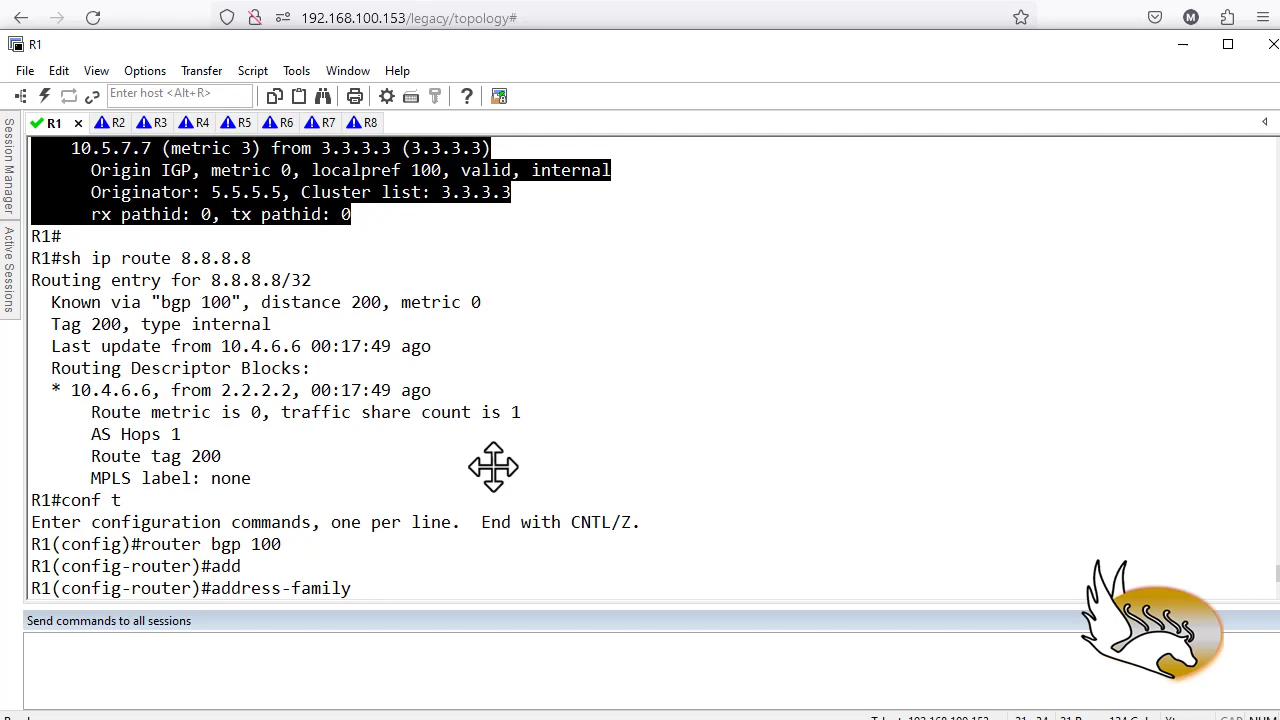 192.168.100.153/legacy/topology#
M
R1
File Edit View Options Transfer Script Tools Window Help
Enter host <Alt+R>
R1 x R2 R3 R4 R5 R6 R7 R8
Session Manager
Active Sessions
10.5.7.7 (metric 3) from 3.3.3.3 (3.3.3.3)
Origin IGP, metric 0, localpref 100, valid, internal
Originator: 5.5.5.5, Cluster list: 3.3.3.3
rx pathid: 0, tx pathid: 0
R1#
R1#sh ip route 8.8.8.8
Routing entry for 8.8.8.8/32
Known via "bgp 100", distance 200, metric 0
Tag 200, type internal
Last update from 10.4.6.6 00:17:49 ago
Routing Descriptor Blocks:
* 10.4.6.6, from 2.2.2.2, 00:17:49 ago
Route metric is 0, traffic share count is 1
AS Hops 1
Route tag 200
MPLS label: none
R1#conf t
Enter configuration commands, one per line. End with CNTL/Z.
R1(config)#router bgp 100
R1(config-router)#add
R1(config-router)#address-family
Send commands to all sessions